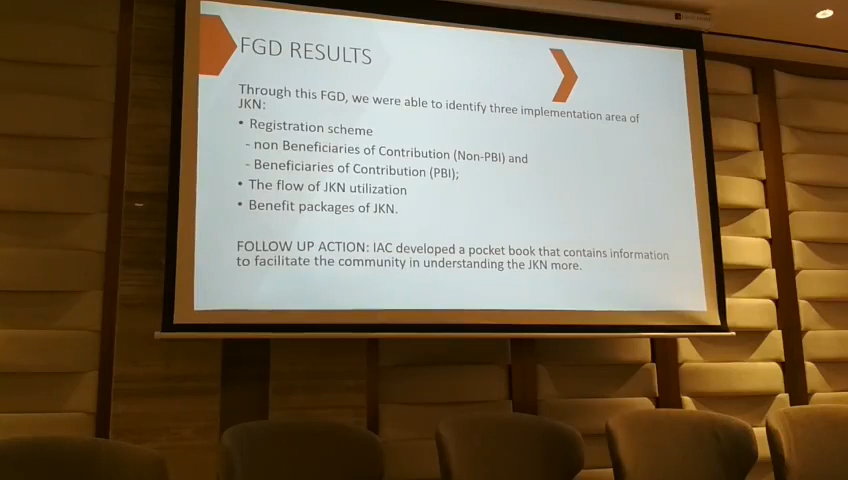 FGD RESULTS
Through this FGD, we were able to identify three implementation area of
JKN:
• Registration scheme
- non Beneficiaries of Contribution (Non-PBI) and
- Beneficiaries of Contribution (PBI);
• The flow of JKN utilization
• Benefit packages of JKN.
FOLLOW UP ACTION: IAC developed a pocket book that contains information
to facilitate the community in understanding the JKN more.